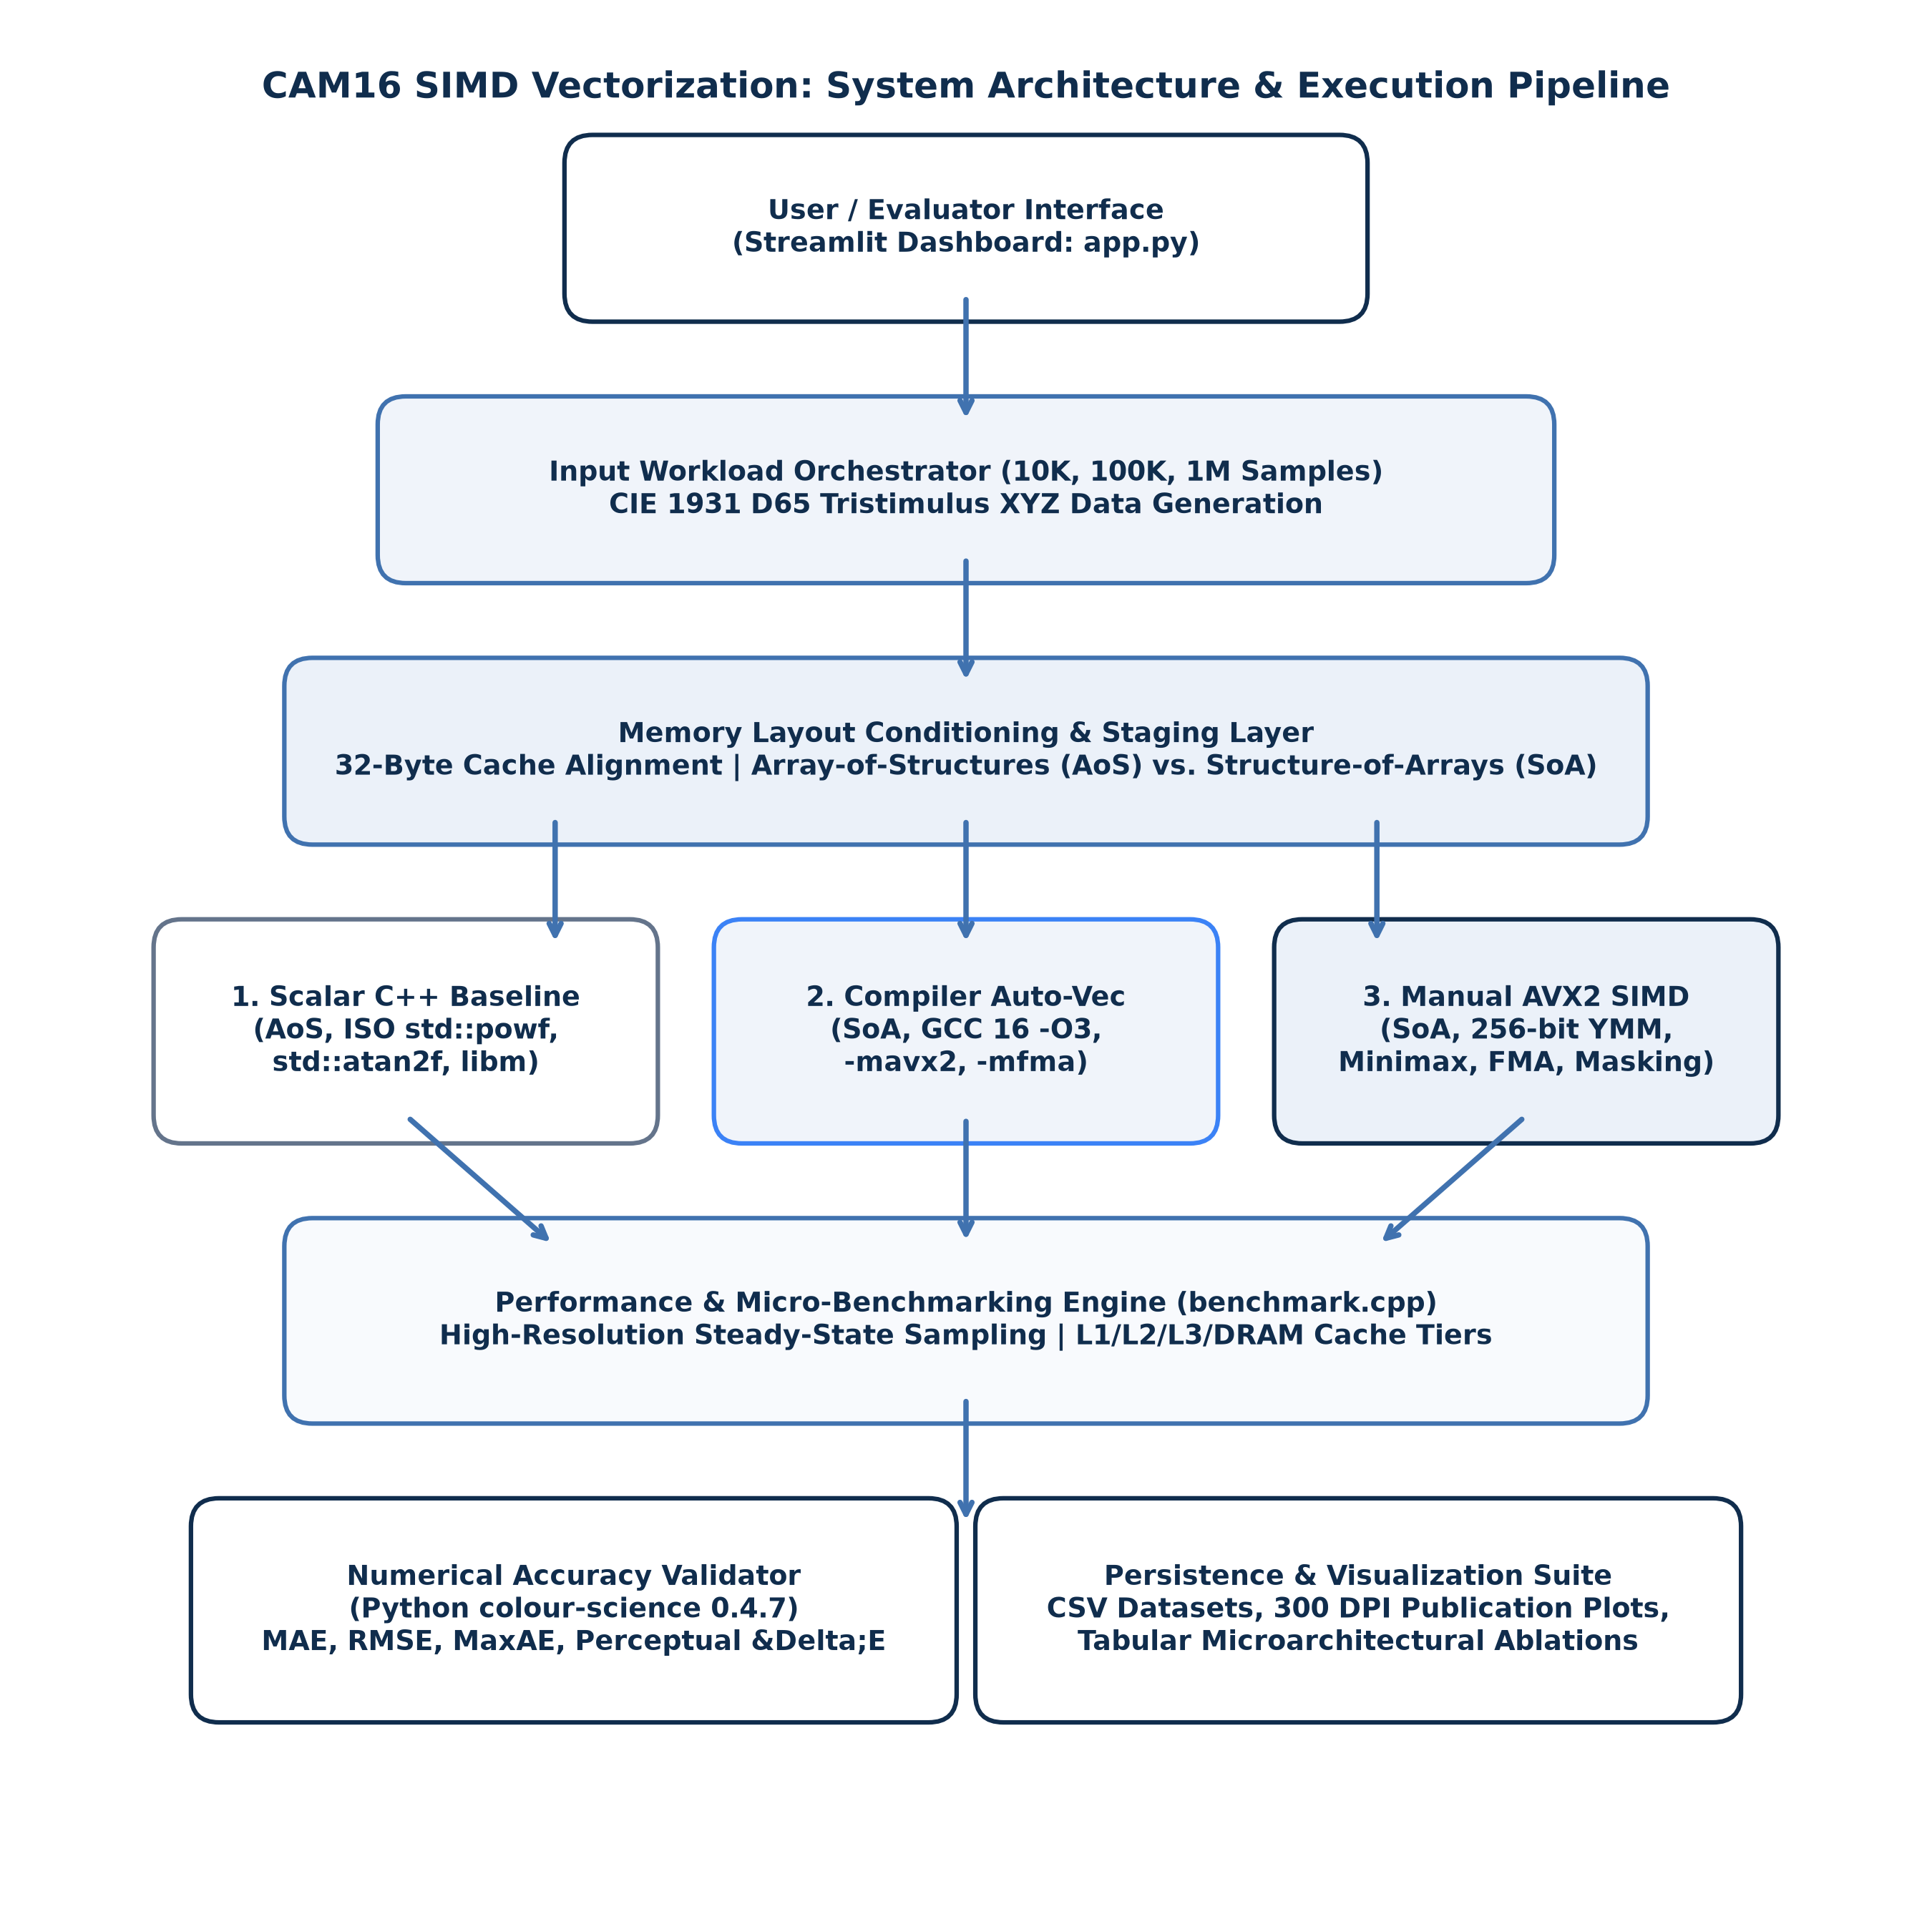 CAM16 SIMD Vectorization: System Architecture & Execution Pipeline
User / Evaluator Interface
(Streamlit Dashboard: app.py)
Input Workload Orchestrator (10K, 100K, 1M Samples)
CIE 1931 D65 Tristimulus XYZ Data Generation
Memory Layout Conditioning & Staging Layer
32-Byte Cache Alignment | Array-of-Structures (AoS) vs. Structure-of-Arrays (SoA)
1. Scalar C++ Baseline
(AoS, ISO std::powf,
std::atan2f, libm)
2. Compiler Auto-Vec
(SoA, GCC 16 -O3,
-mavx2, -mfma)
3. Manual AVX2 SIMD
(SoA, 256-bit YMM,
Minimax, FMA, Masking)
Performance & Micro-Benchmarking Engine (benchmark.cpp)
High-Resolution Steady-State Sampling | L1/L2/L3/DRAM Cache Tiers
Numerical Accuracy Validator
(Python colour-science 0.4.7)
MAE, RMSE, MaxAE, Perceptual &Delta;E
Persistence & Visualization Suite
CSV Datasets, 300 DPI Publication Plots,
Tabular Microarchitectural Ablations